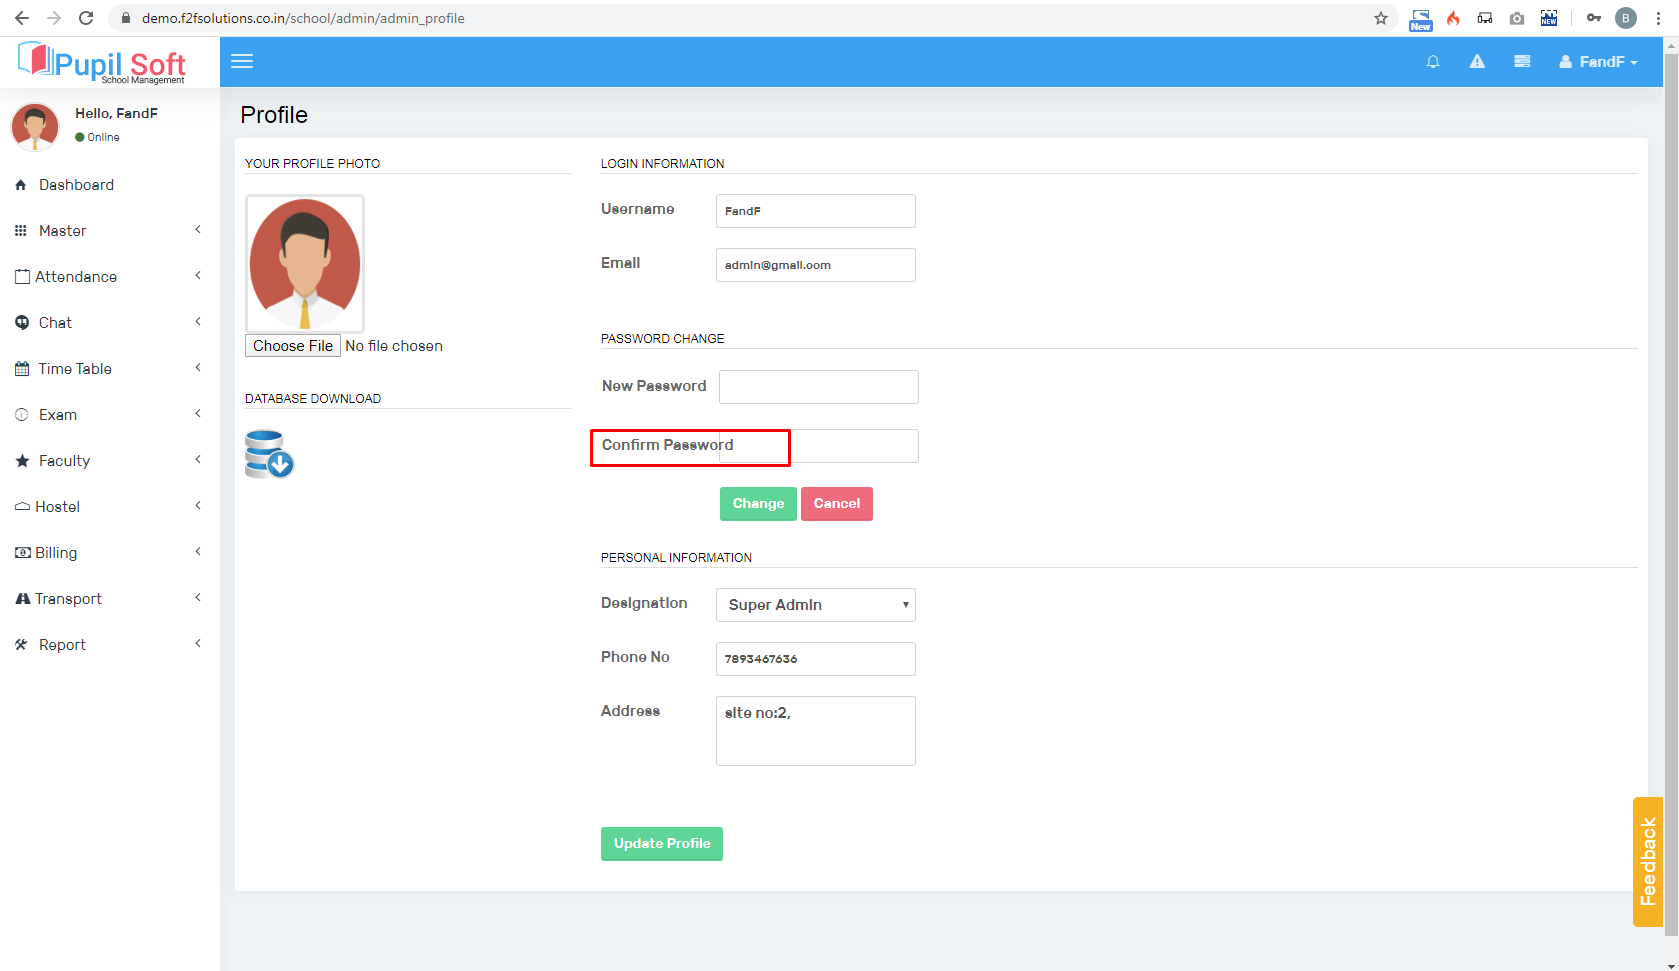 demo.f2fsolutions.co.in/school/admin/admin_profile
New
NEW
B
Pupil Soft
School Management
FandF
Hello, FandF
Online
Dashboard
Master
Attendance
Chat
Time Table
Exam
Faculty
Hostel
Billing
Transport
Report
Profile
YOUR PROFILE PHOTO
Choose File No file chosen
DATABASE DOWNLOAD
LOGIN INFORMATION
Username FandF
Email admin@gmail.com
PASSWORD CHANGE
New Password
Confirm Password
Change Cancel
PERSONAL INFORMATION
Designation Super Admin
Phone No 7893467636
Address site no:2,
Update Profile
Feedback